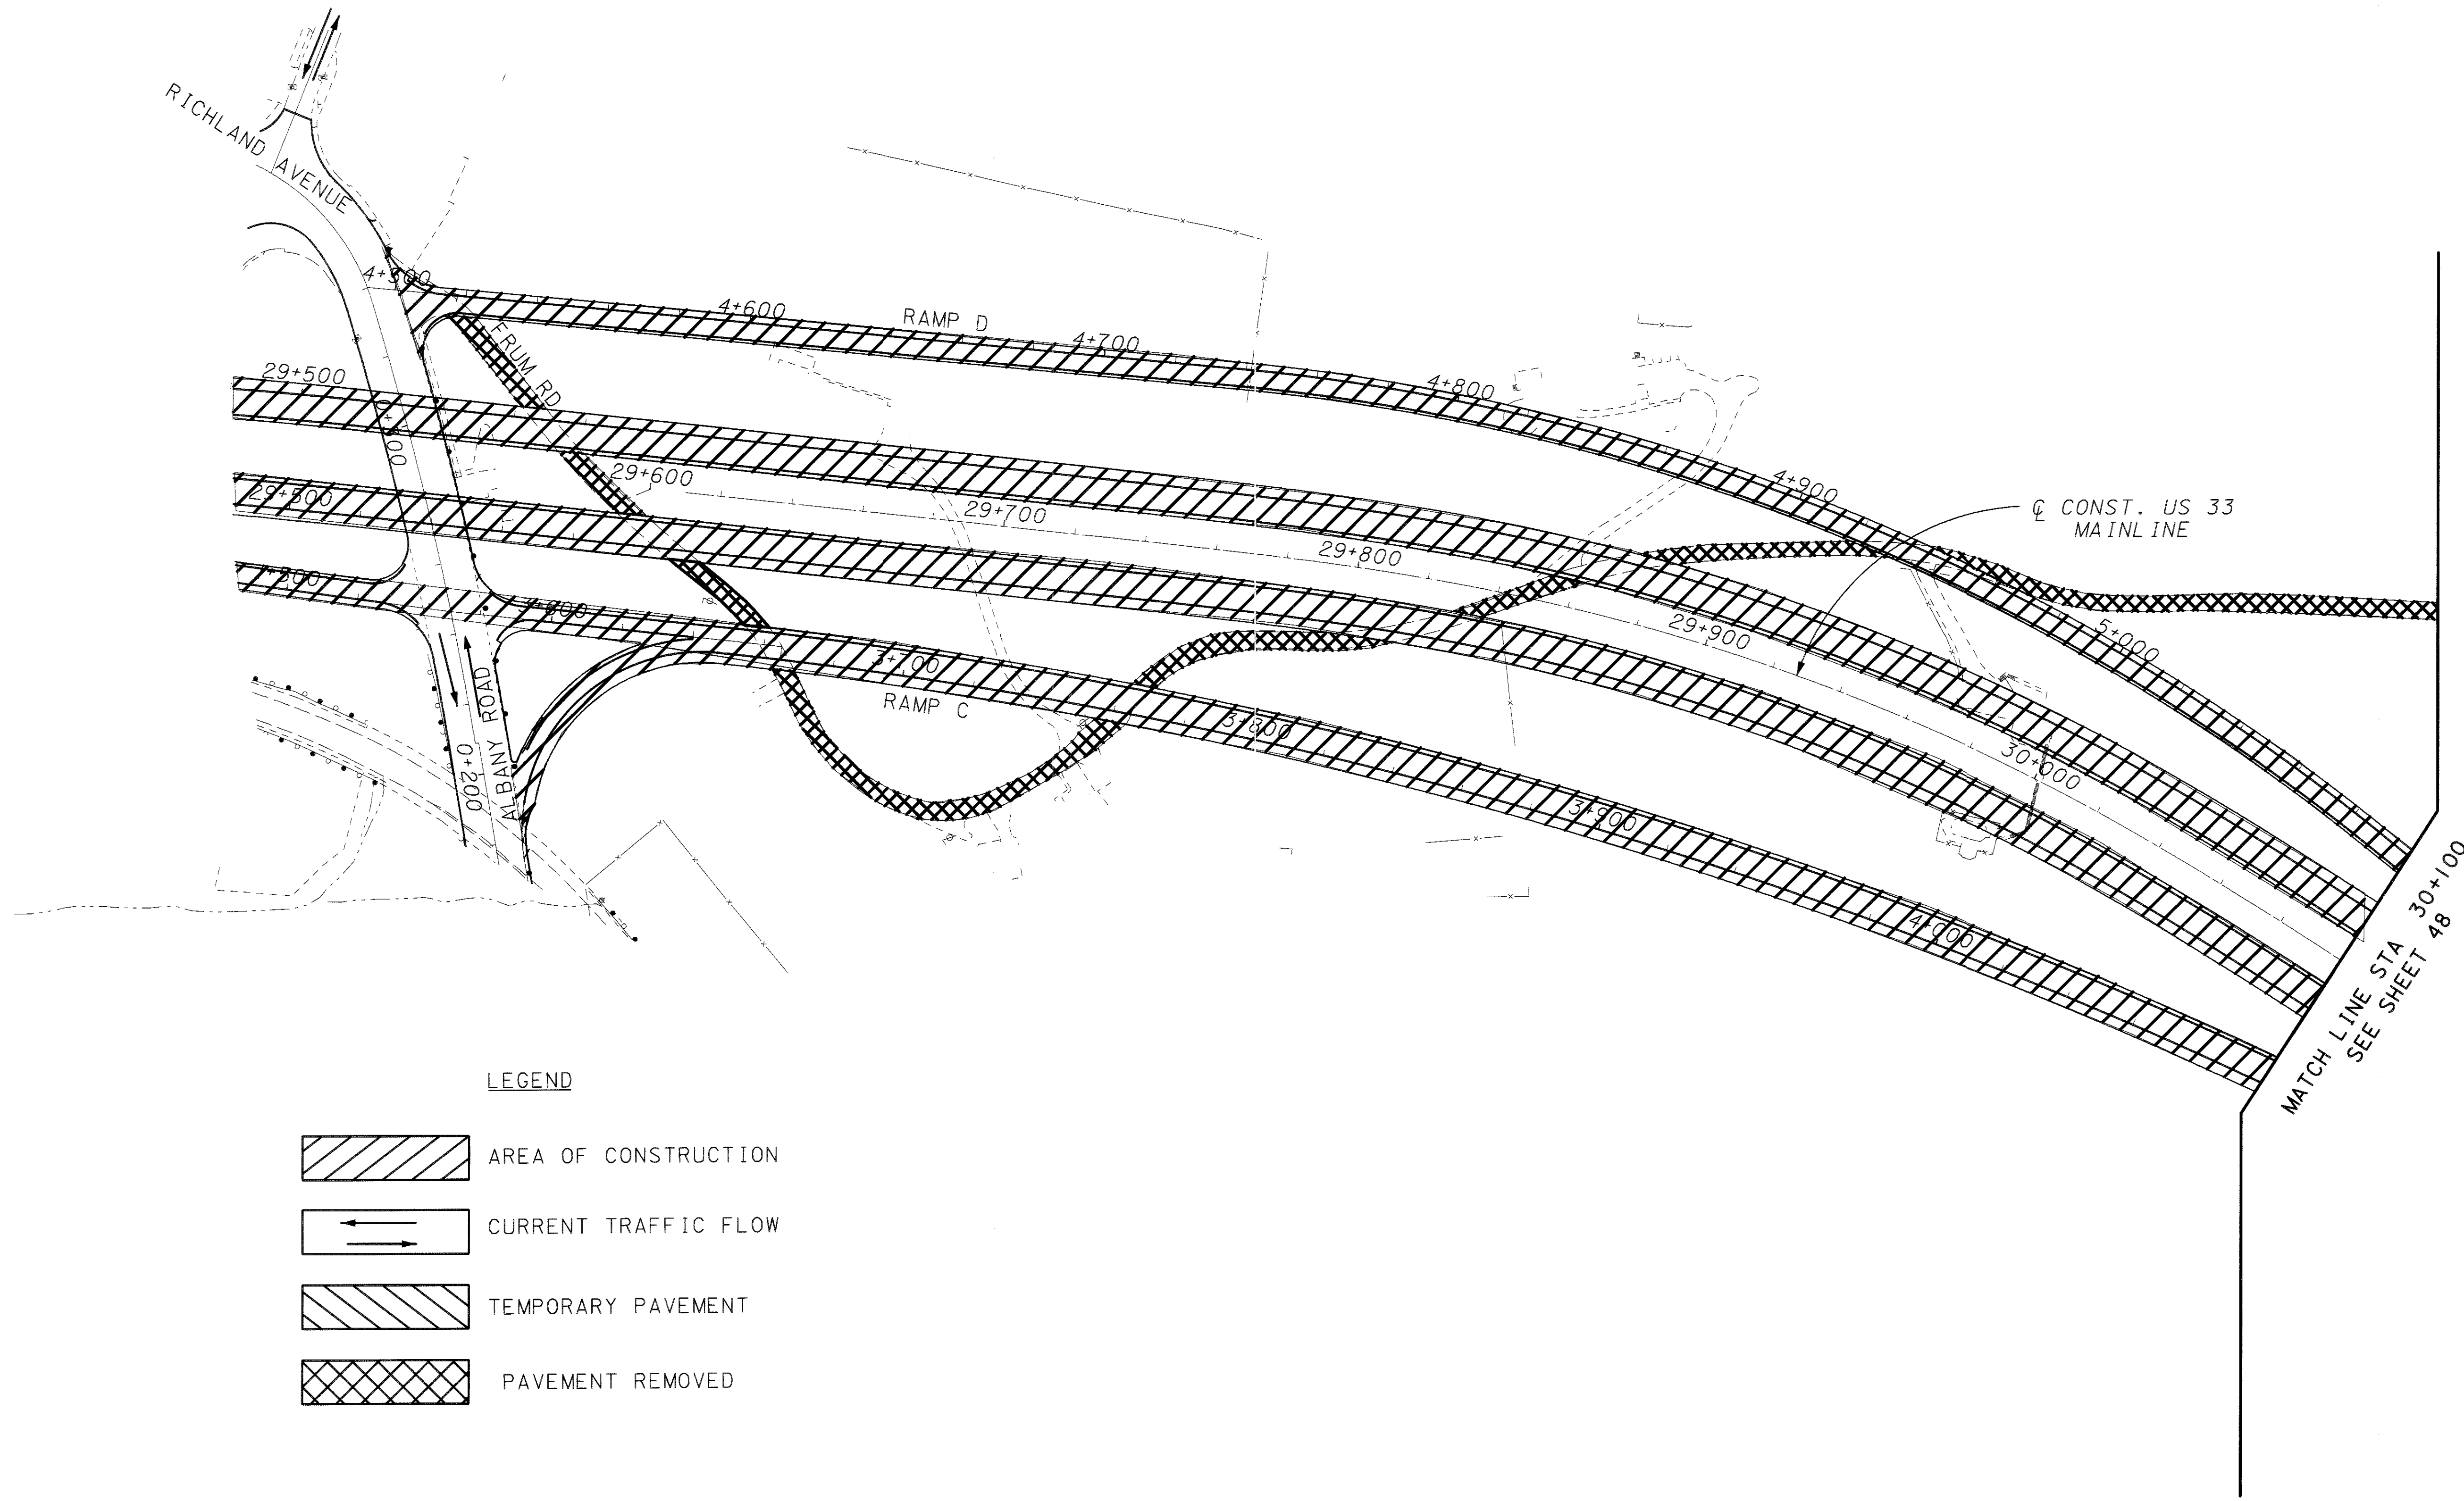 RICHLAND AVENUE
4+500
4+600
RAMP D
4+700
4+800
4+900
5+000
FRUM RD
29+500
29+500
29+600
29+700
29+800
29+900
30+000
℄ CONST. US 33
MAINLINE
3+700
RAMP C
3+800
3+900
4+000
ALBANY ROAD
0+200
MATCH LINE STA 30+100
SEE SHEET 48
LEGEND
AREA OF CONSTRUCTION
CURRENT TRAFFIC FLOW
TEMPORARY PAVEMENT
PAVEMENT REMOVED